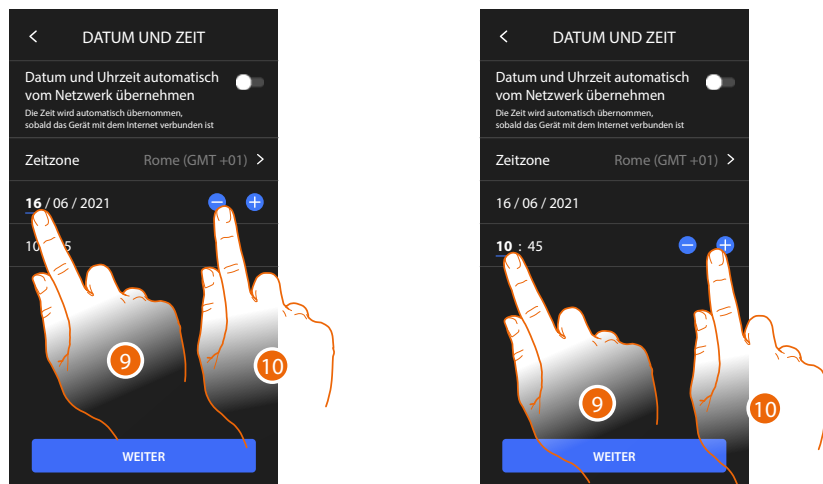 DATUM UND ZEIT
Datum und Uhrzeit automatisch
vom Netzwerk übernehmen
Die Zeit wird automatisch übernommen,
sobald das Gerät mit dem Internet verbunden ist
Zeitzone Rome (GMT +01)
16 / 06 / 2021
9
10
WEITER
DATUM UND ZEIT
Datum und Uhrzeit automatisch
vom Netzwerk übernehmen
Die Zeit wird automatisch übernommen,
sobald das Gerät mit dem Internet verbunden ist
Zeitzone Rome (GMT +01)
16 / 06 / 2021
10 : 45
9
10
WEITER